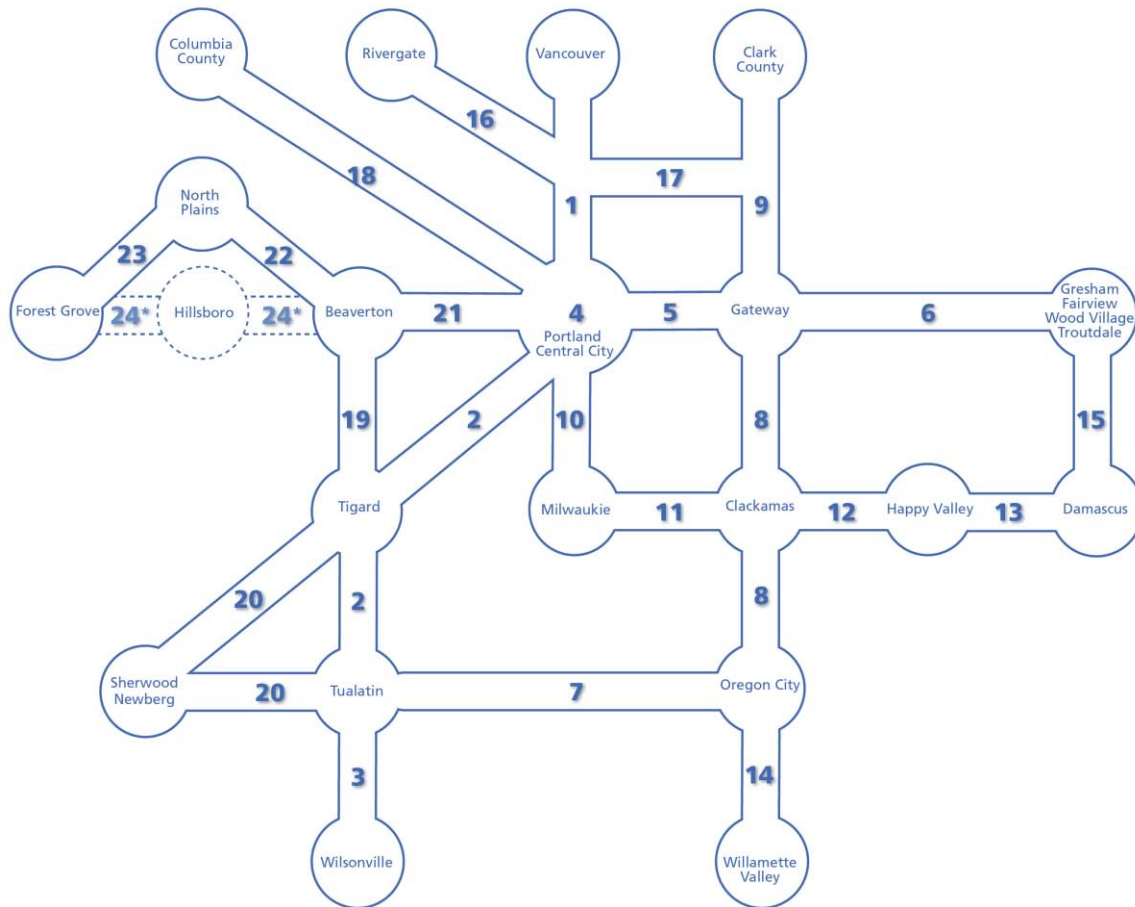 Columbia
County
Rivergate
Vancouver
Clark
County
16
18
17
North
Plains
1
9
23
22
Forest Grove
24*
Hillsboro
24*
Beaverton
21
4
Portland
Central City
5
Gateway
6
Gresham
Fairview
Wood Village
Troutdale
19
2
10
8
15
Tigard
Milwaukie
11
Clackamas
12
Happy Valley
13
Damascus
20
2
8
Sherwood
Newberg
20
Tualatin
7
Oregon City
3
14
Wilsonville
Willamette
Valley